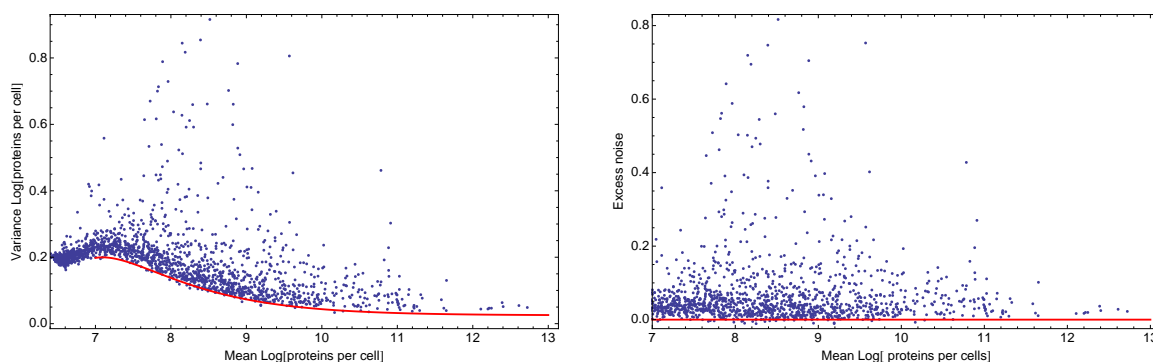 Variance Log[proteins per cell]
0.8
0.6
0.4
0.2
0.0
7 8 9 10 11 12 13
Mean Log[proteins per cell]
Excess noise
0.8
0.6
0.4
0.2
0.0
7 8 9 10 11 12 13
Mean Log[ proteins per cells]